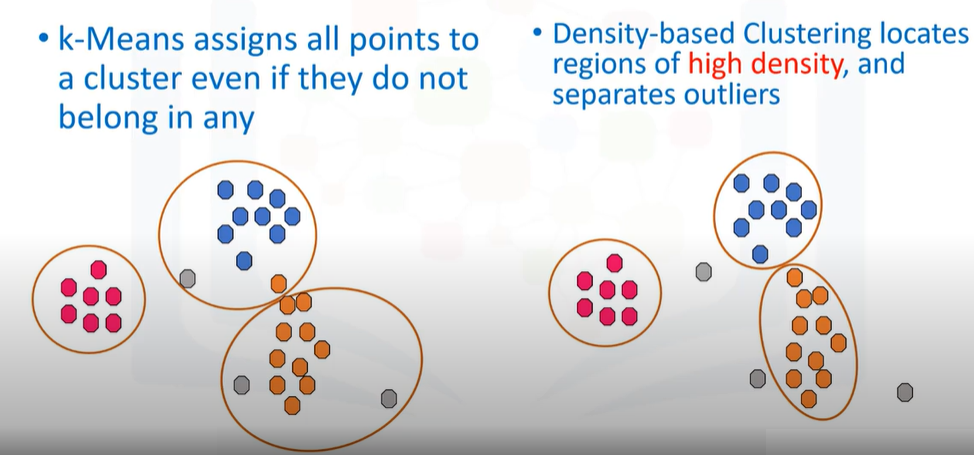 • k-Means assigns all points to
a cluster even if they do not
belong in any
• Density-based Clustering locates
regions of high density, and
separates outliers